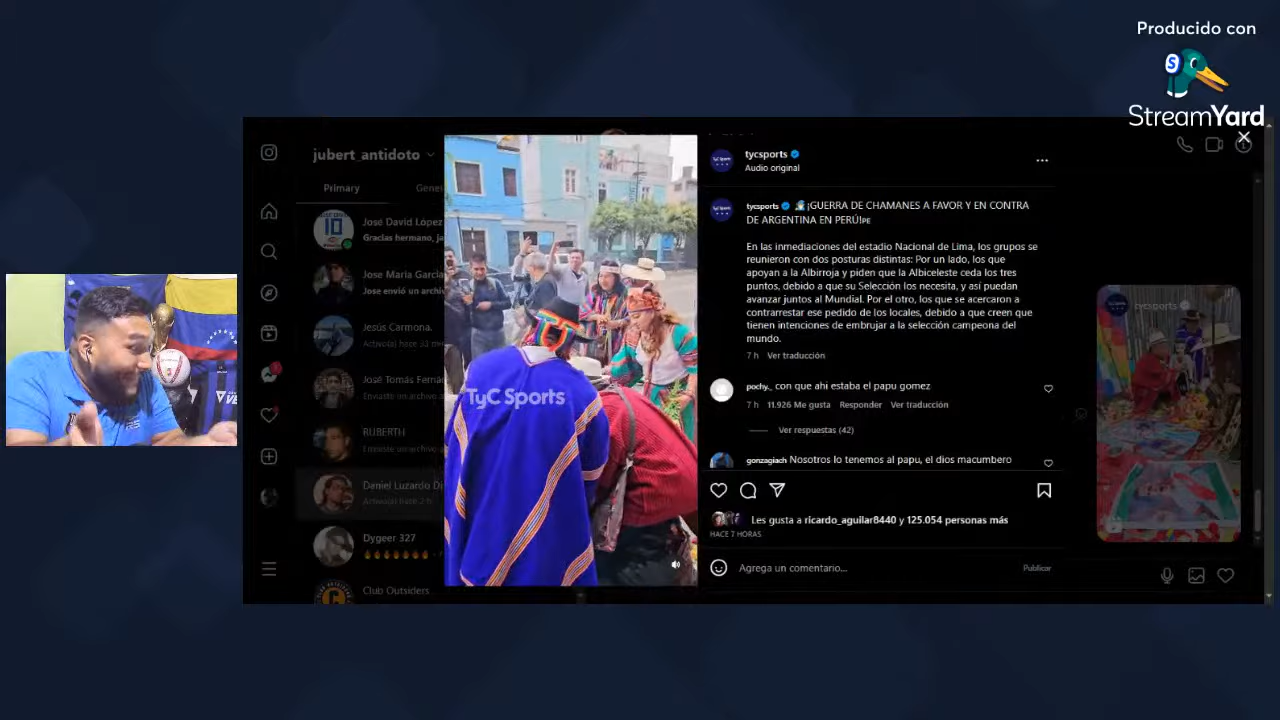 Producido con
StreamYard
jubert_antidoto
Primary
Gener
Jose David López
Gracias hermano, ja
Jose Maria Garcia
Jose envió un archiv
Jesús Carmona.
José Tomás Fernán
RUBERTH
Daniel Luzardo Di
Dygeer 327
Club Outsiders
TyC Sports
tycsports
Audio original
tycsports ¡GUERRA DE CHAMANES A FAVOR Y EN CONTRA
DE ARGENTINA EN PERÚ!PE
En las inmediaciones del estadio Nacional de Lima, los grupos se
reunieron con dos posturas distintas: Por un lado, los que
apoyan a la Albirroja y piden que la Albiceleste ceda los tres
puntos, debido a que su Selección los necesita, y así puedan
avanzar juntos al Mundial. Por el otro, los que se acercaron a
contrarrestar ese pedido de los locales, debido a que creen que
tienen intenciones de embrujar a la selección campeona del
mundo.
7 h Ver traducción
pochy._ con que ahi estaba el papu gomez
7 h 11.926 Me gusta Responder Ver traducción
Ver respuestas (42)
gonzagiach Nosotros lo tenemos al papu, el dios macumbero
Les gusta a ricardo_aguilar8440 y 125.054 personas más
HACE 7 HORAS
Agrega un comentario...
Publicar
tycsports